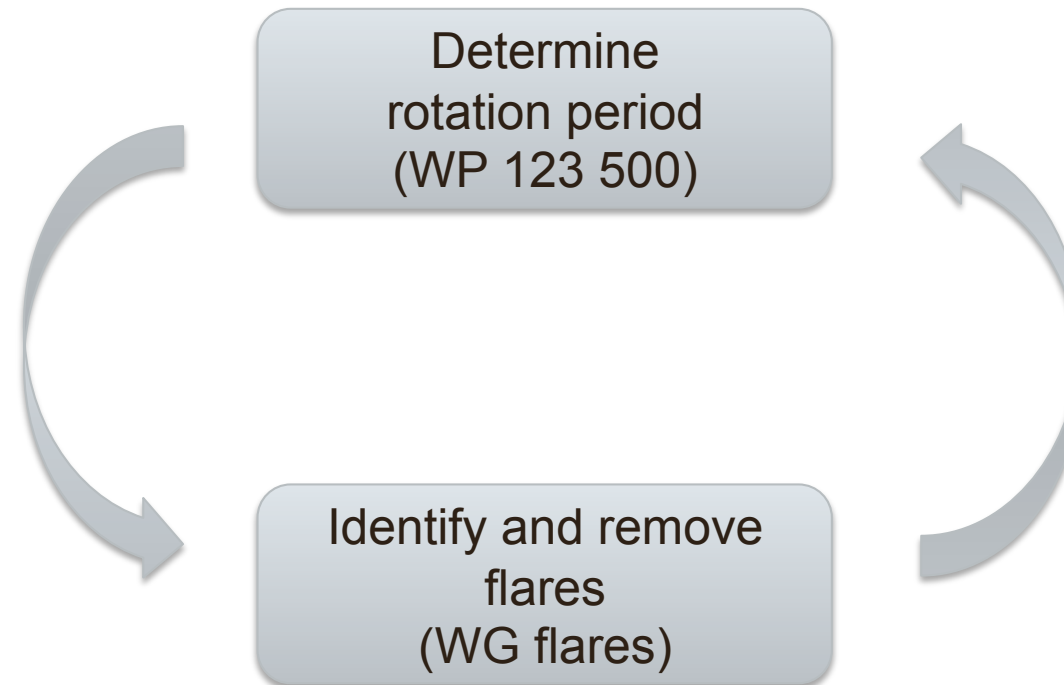 Determine
rotation period
(WP 123 500)
Identify and remove
flares
(WG flares)